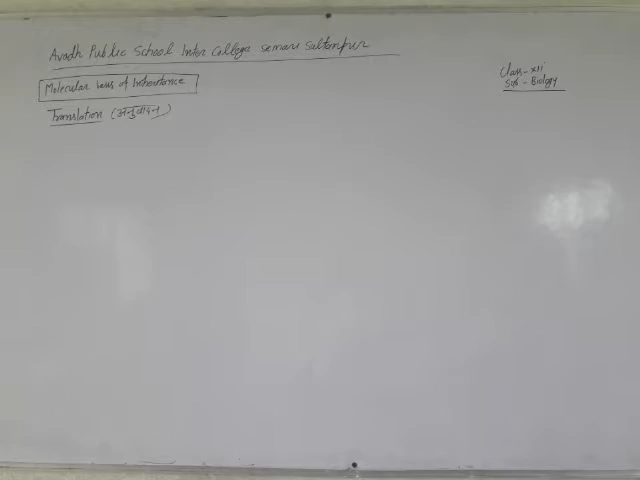 Avadh Public School Inter College Semari Sultanpur
Class - XII
Sub - Biology
Molecular basis of Inheritance
Translation (अनुवादन)